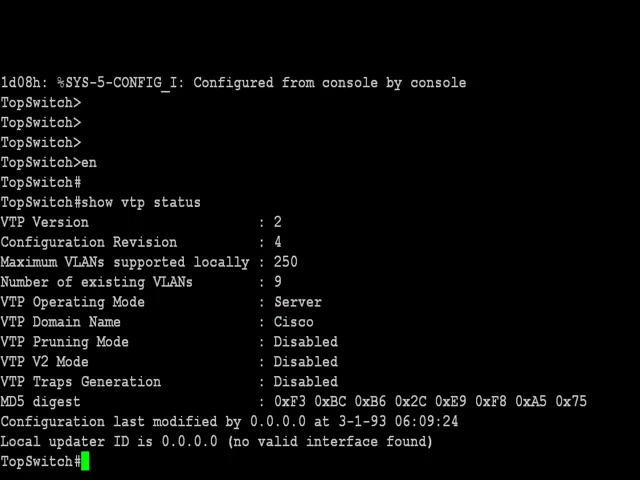 1d08h: %SYS-5-CONFIG_I: Configured from console by console
TopSwitch>
TopSwitch>
TopSwitch>
TopSwitch>en
TopSwitch#
TopSwitch#show vtp status
VTP Version                     : 2
Configuration Revision          : 4
Maximum VLANs supported locally : 250
Number of existing VLANs        : 9
VTP Operating Mode              : Server
VTP Domain Name                 : Cisco
VTP Pruning Mode                : Disabled
VTP V2 Mode                     : Disabled
VTP Traps Generation            : Disabled
MD5 digest                      : 0xF3 0xBC 0xB6 0x2C 0xE9 0xF8 0xA5 0x75
Configuration last modified by 0.0.0.0 at 3-1-93 06:09:24
Local updater ID is 0.0.0.0 (no valid interface found)
TopSwitch#